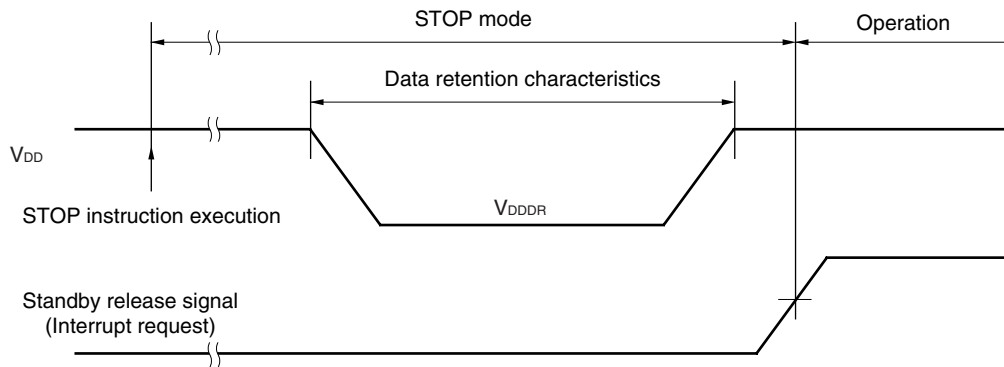 STOP mode
Operation
Data retention characteristics
VDD
STOP instruction execution
VDDDR
Standby release signal
(Interrupt request)